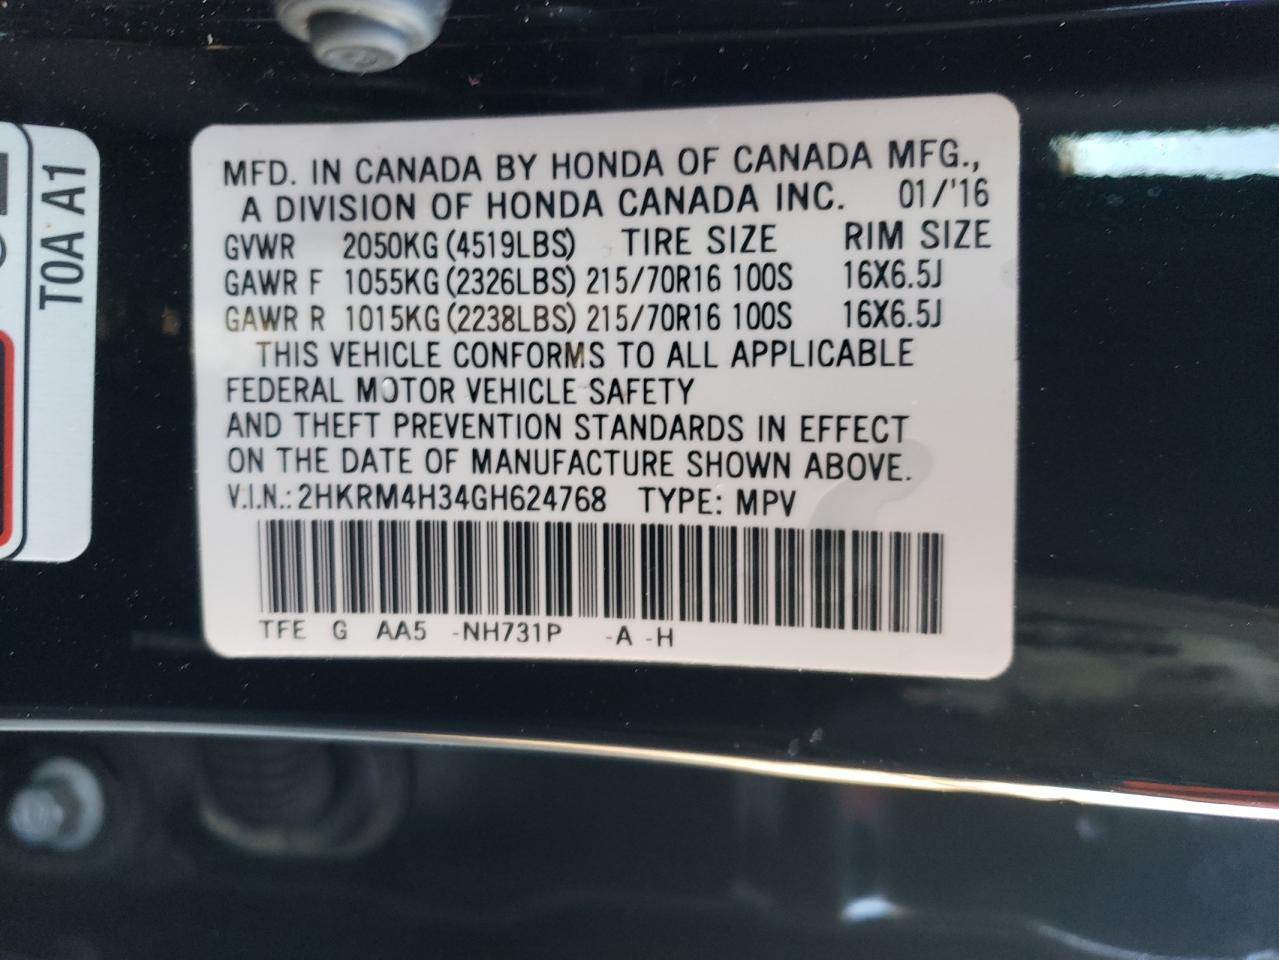 T0A A1
MFD. IN CANADA BY HONDA OF CANADA MFG.,
A DIVISION OF HONDA CANADA INC. 01/'16
GVWR 2050KG (4519LBS) TIRE SIZE RIM SIZE
GAWR F 1055KG (2326LBS) 215/70R16 100S 16X6.5J
GAWR R 1015KG (2238LBS) 215/70R16 100S 16X6.5J
THIS VEHICLE CONFORMS TO ALL APPLICABLE
FEDERAL MOTOR VEHICLE SAFETY
AND THEFT PREVENTION STANDARDS IN EFFECT
ON THE DATE OF MANUFACTURE SHOWN ABOVE.
V.I.N.: 2HKRM4H34GH624768 TYPE: MPV
TFE G AA5 -NH731P -A -H